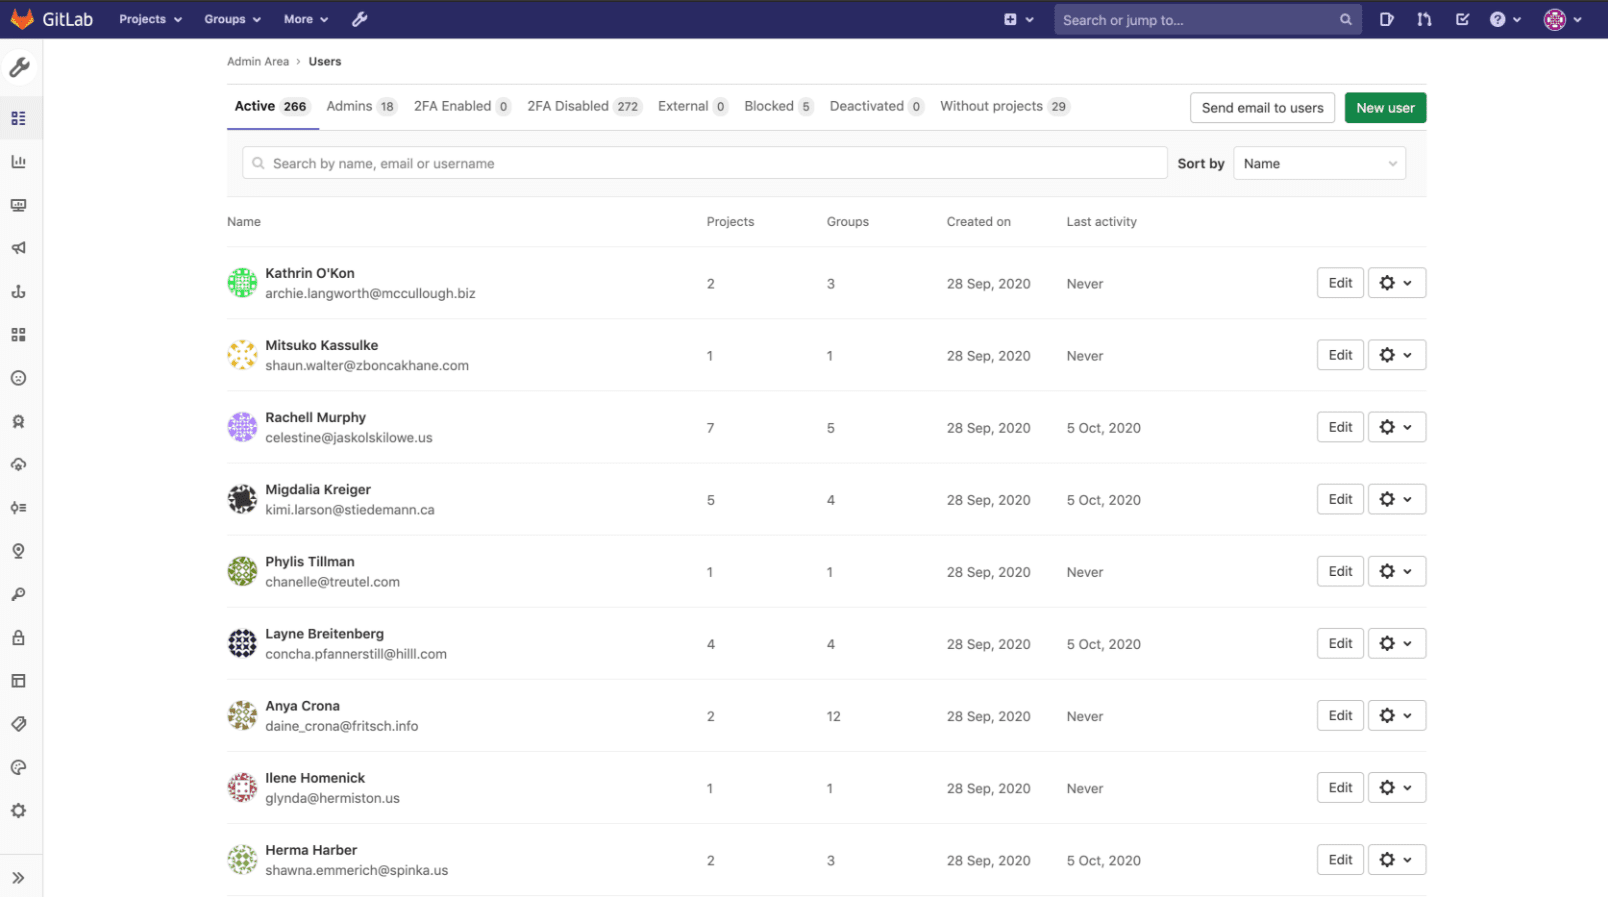 GitLab Projects Groups More Search or jump to...
Admin Area › Users
Active 266 Admins 18 2FA Enabled 0 2FA Disabled 272 External 0 Blocked 5 Deactivated 0 Without projects 29 Send email to users New user
Search by name, email or username Sort by Name
Name Projects Groups Created on Last activity
Kathrin O'Kon
archie.langworth@mccullough.biz
2 3 28 Sep, 2020 Never Edit
Mitsuko Kassulke
shaun.walter@zboncakhane.com
1 1 28 Sep, 2020 Never Edit
Rachell Murphy
celestine@jaskolskilowe.us
7 5 28 Sep, 2020 5 Oct, 2020 Edit
Migdalia Kreiger
kimi.larson@stiedemann.ca
5 4 28 Sep, 2020 5 Oct, 2020 Edit
Phylis Tillman
chanelle@treutel.com
1 1 28 Sep, 2020 Never Edit
Layne Breitenberg
concha.pfannerstill@hilll.com
4 4 28 Sep, 2020 5 Oct, 2020 Edit
Anya Crona
daine_crona@fritsch.info
2 12 28 Sep, 2020 Never Edit
Ilene Homenick
glynda@hermiston.us
1 1 28 Sep, 2020 Never Edit
Herma Harber
shawna.emmerich@spinka.us
2 3 28 Sep, 2020 5 Oct, 2020 Edit